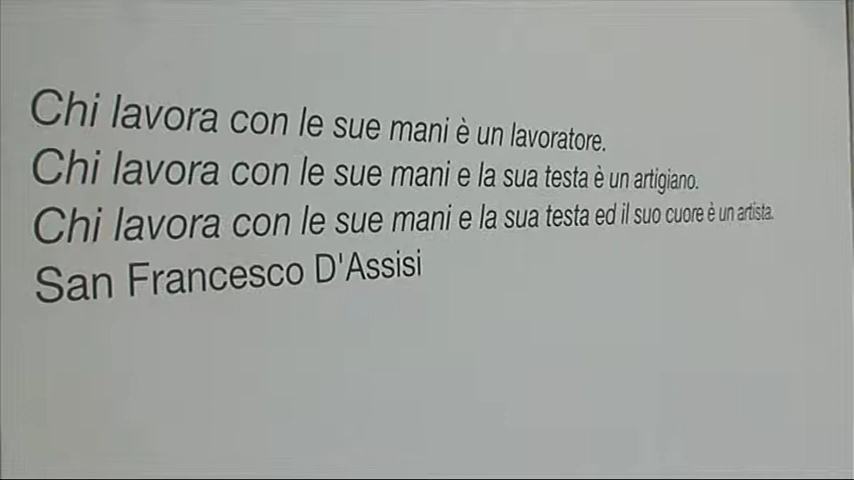 Chi lavora con le sue mani è un lavoratore.
Chi lavora con le sue mani e la sua testa è un artigiano.
Chi lavora con le sue mani e la sua testa ed il suo cuore è un artista.
San Francesco D'Assisi